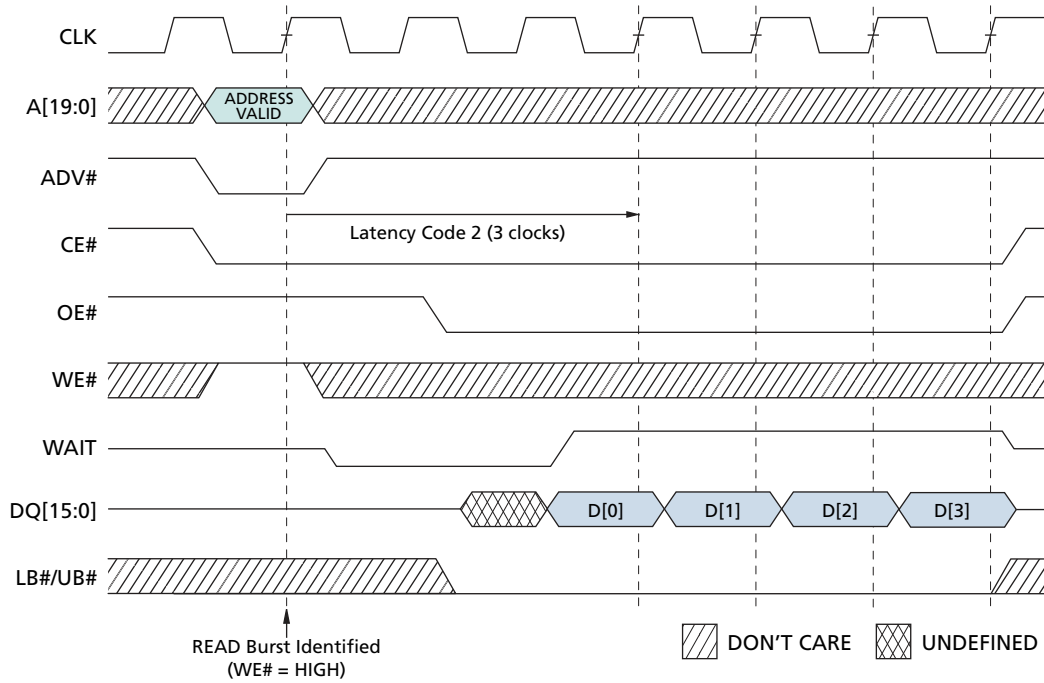 CLK
A[19:0]
ADDRESS
VALID
ADV#
Latency Code 2 (3 clocks)
CE#
OE#
WE#
WAIT
DQ[15:0]
D[0]
D[1]
D[2]
D[3]
LB#/UB#
READ Burst Identified
(WE# = HIGH)
DON'T CARE
UNDEFINED